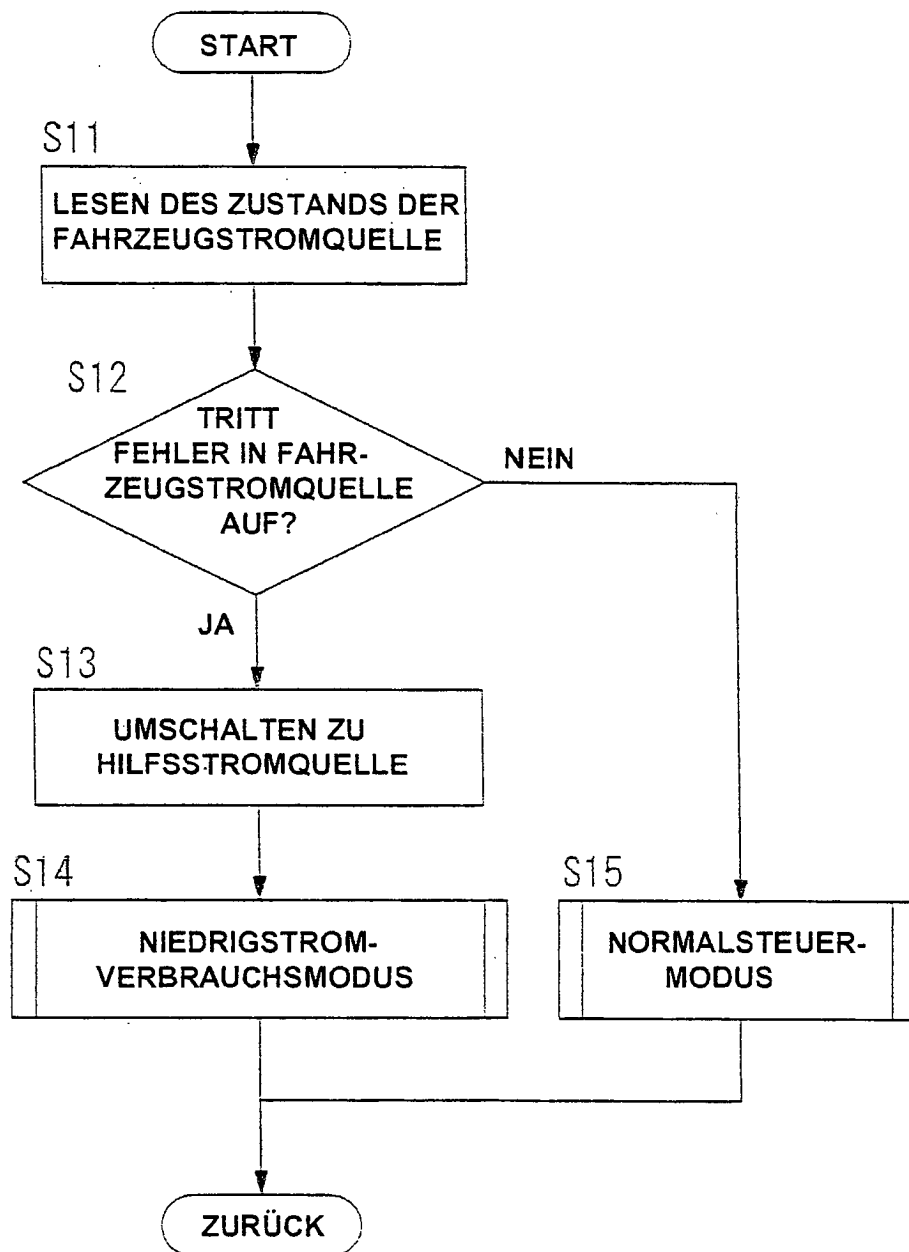 START
S11
LESEN DES ZUSTANDS DER
FAHRZEUGSTROMQUELLE
S12
TRITT
FEHLER IN FAHR-
ZEUGSTROMQUELLE
AUF?
NEIN
JA
S13
UMSCHALTEN ZU
HILFSSTROMQUELLE
S14
NIEDRIGSTROM-
VERBRAUCHSMODUS
S15
NORMALSTEUER-
MODUS
ZURÜCK